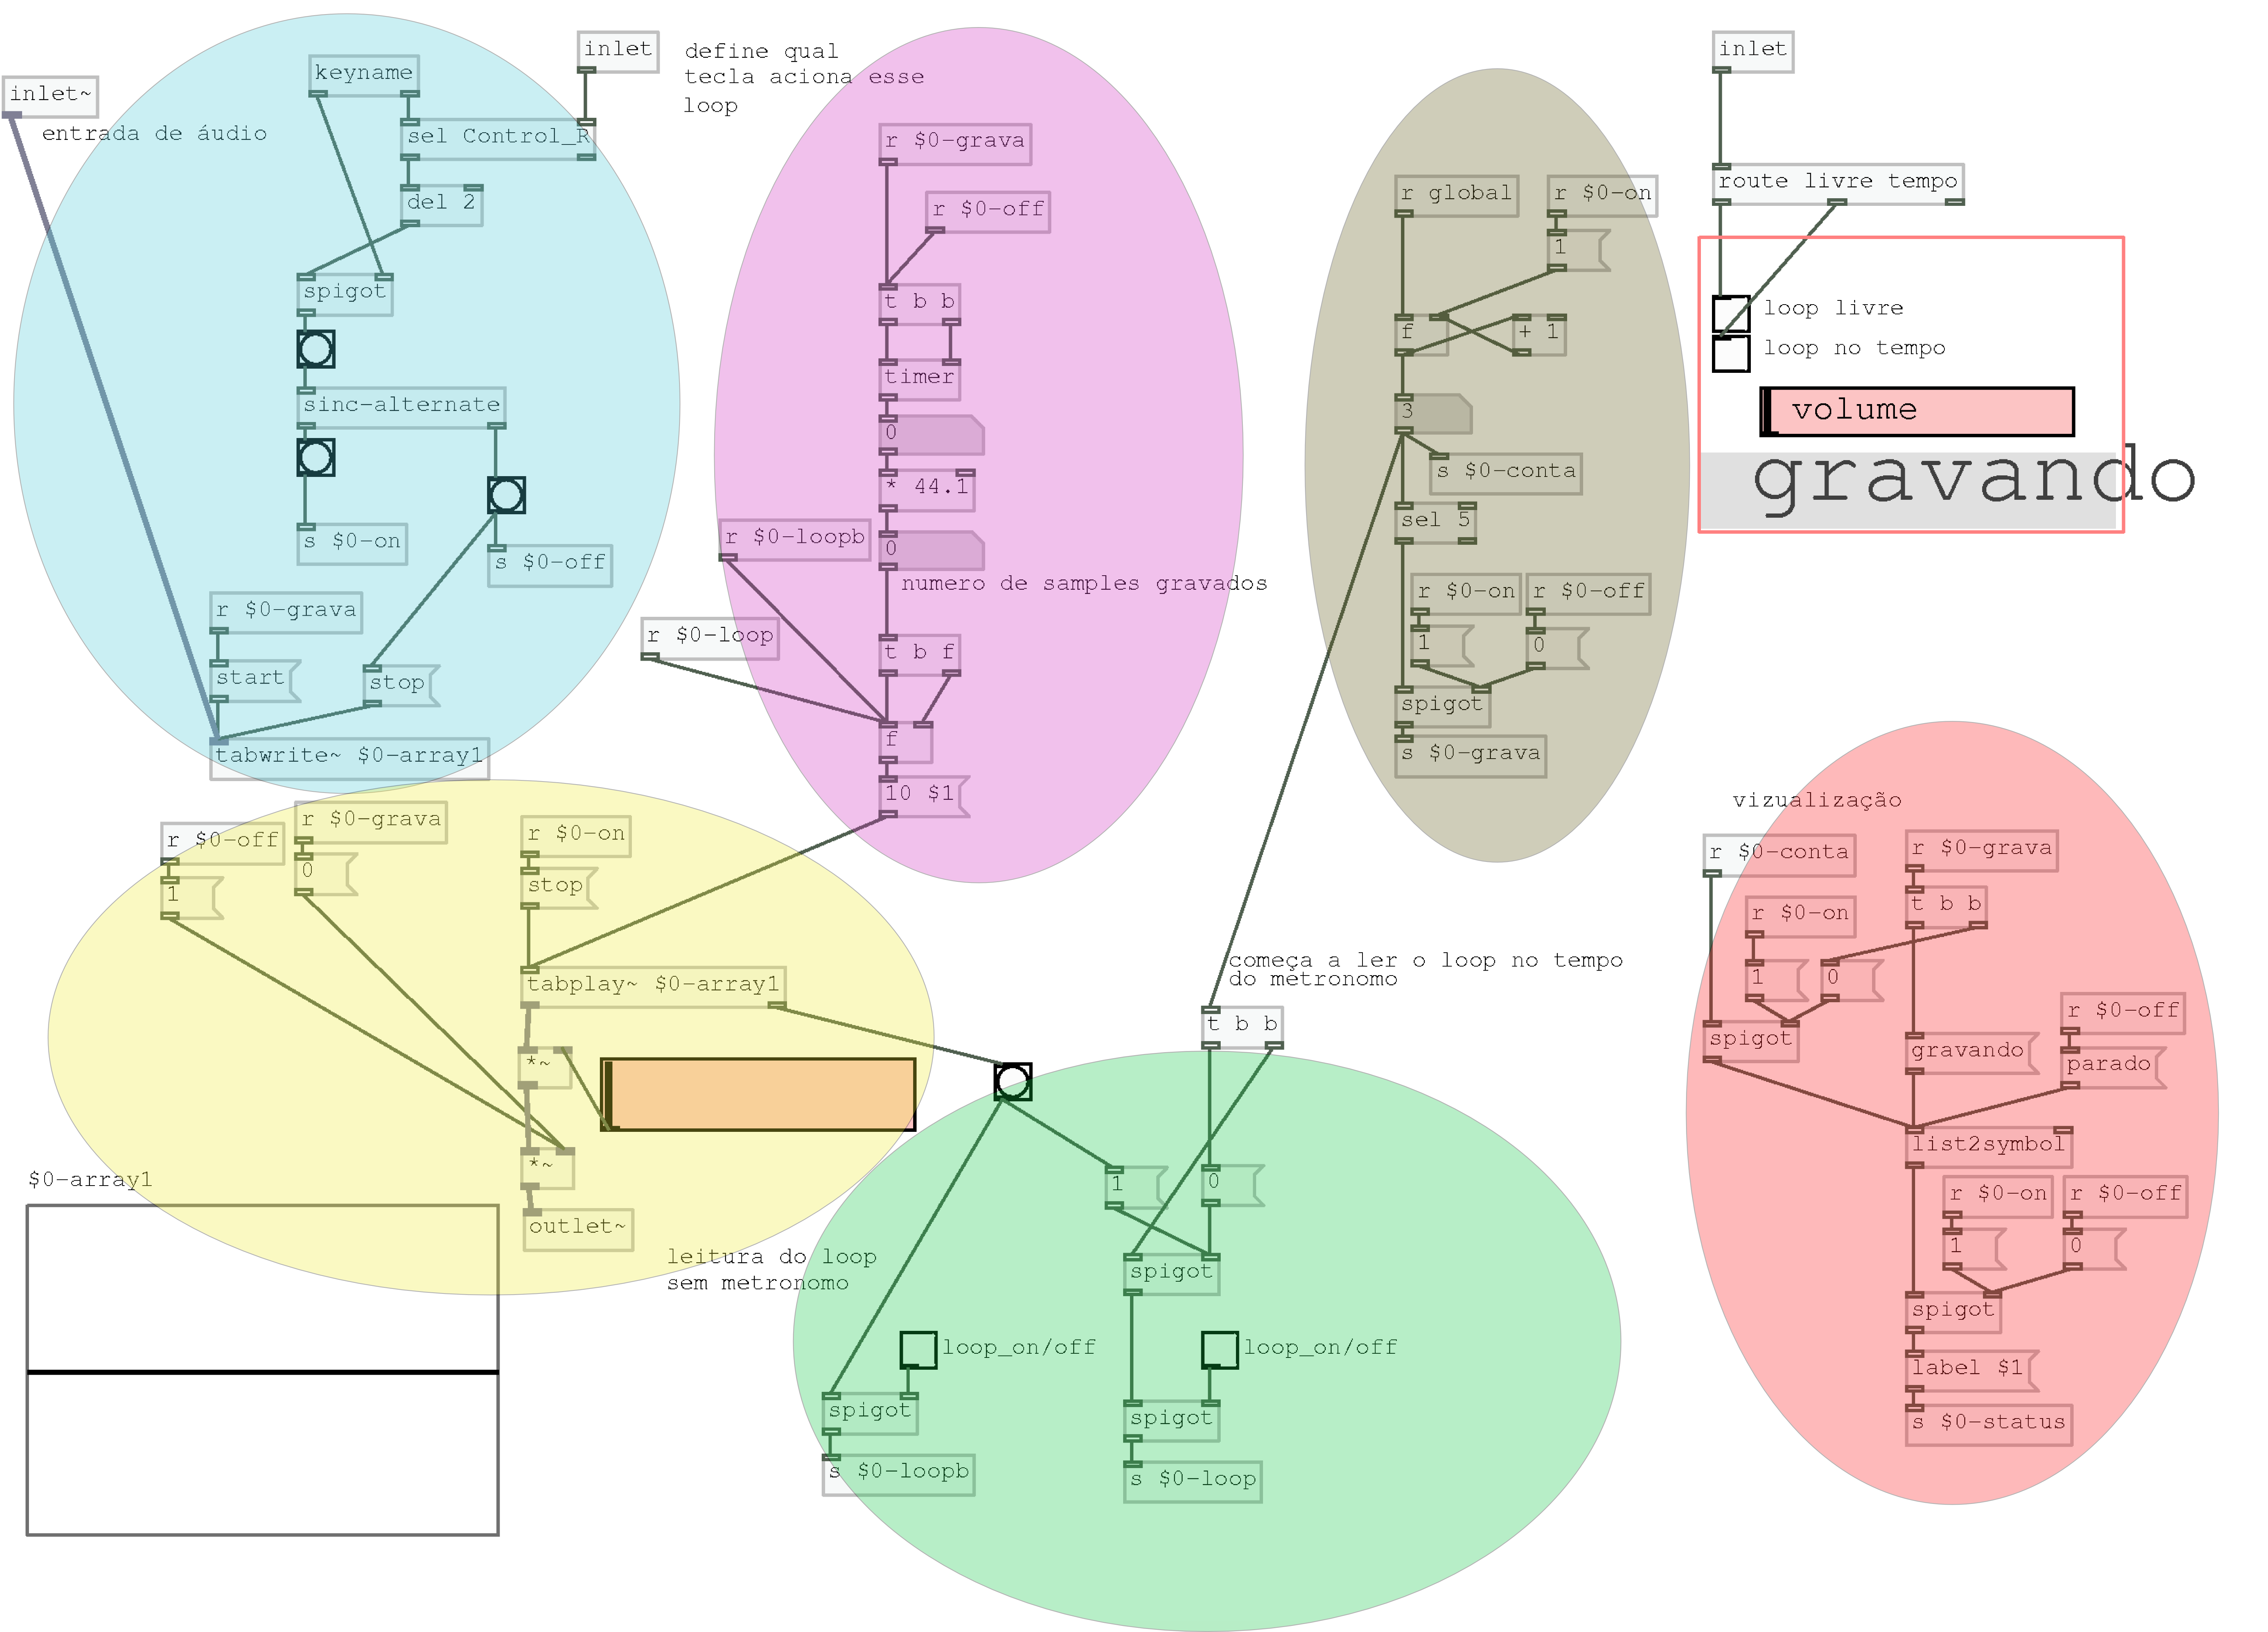 inlet~
entrada de áudio
keyname
inlet
define qual
tecla aciona esse
loop
sel Control_R
del 2
spigot
sinc-alternate
s $0-on
s $0-off
r $0-grava
start
stop
tabwrite~ $0-array1
r $0-grava
r $0-off
t b b
timer
0
* 44.1
r $0-loopb
0
numero de samples gravados
r $0-loop
t b f
f
10 $1
r global
r $0-on
1
f
+ 1
3
s $0-conta
sel 5
r $0-on
r $0-off
1
0
spigot
s $0-grava
inlet
route livre tempo
loop livre
loop no tempo
volume
gravando
r $0-off
r $0-grava
1
0
r $0-on
stop
tabplay~ $0-array1
*~
*~
outlet~
$0-array1
leitura do loop
sem metronomo
começa a ler o loop no tempo
do metronomo
t b b
1
0
spigot
loop_on/off
loop_on/off
spigot
spigot
s $0-loopb
s $0-loop
vizualização
r $0-conta
r $0-grava
t b b
r $0-on
1
0
spigot
gravando
r $0-off
parado
list2symbol
r $0-on
r $0-off
1
0
spigot
label $1
s $0-status